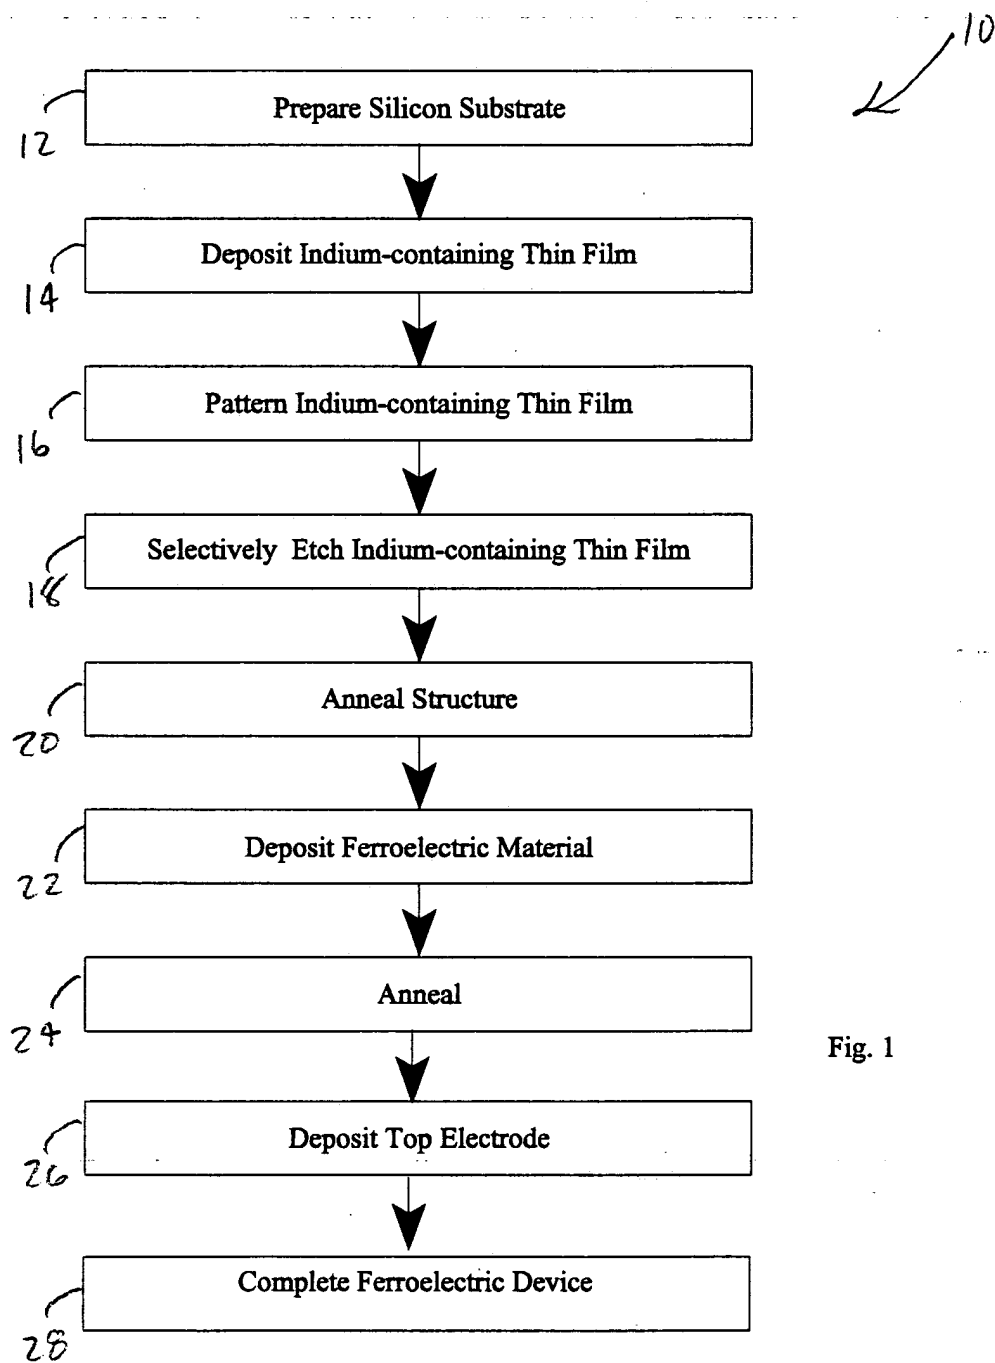 10
Prepare Silicon Substrate
12
Deposit Indium-containing Thin Film
14
Pattern Indium-containing Thin Film
16
Selectively Etch Indium-containing Thin Film
18
Anneal Structure
20
Deposit Ferroelectric Material
22
Anneal
24
Fig. 1
Deposit Top Electrode
26
Complete Ferroelectric Device
28